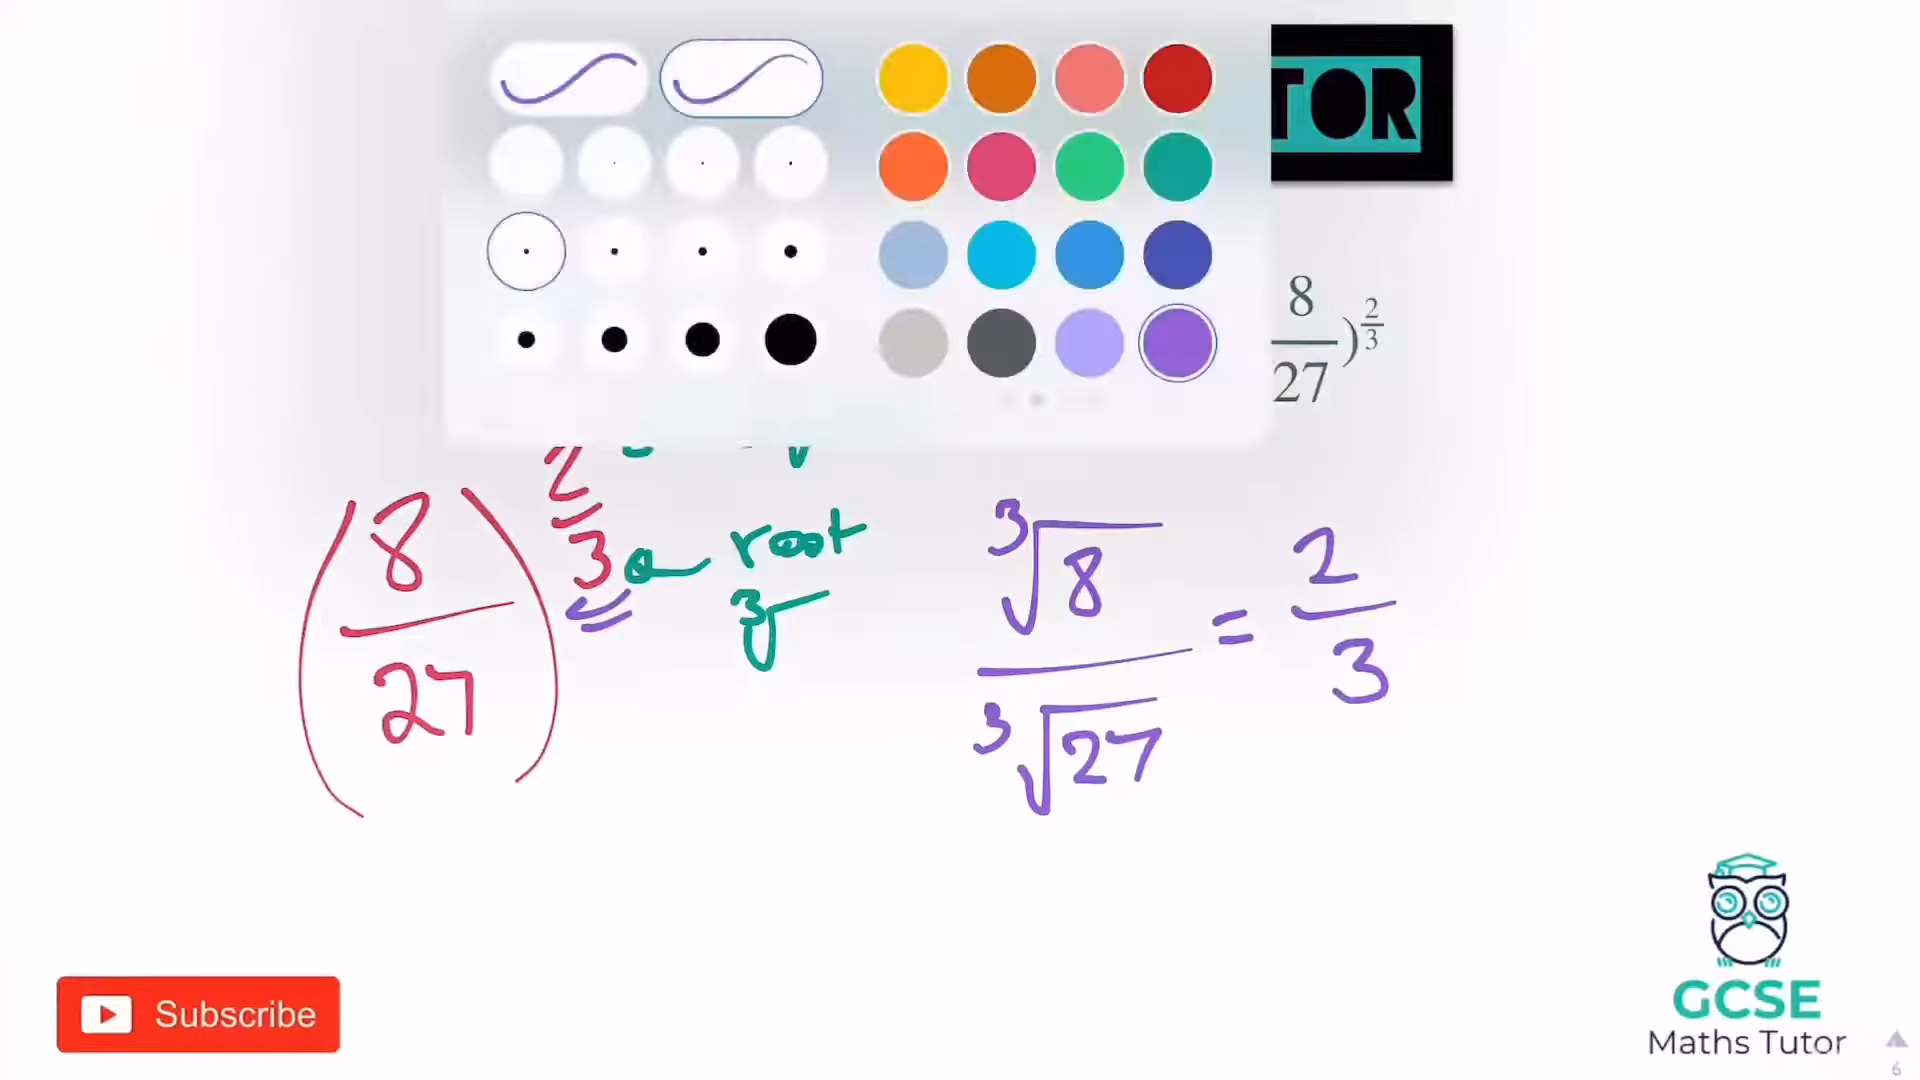 TOR
(8/27)^(2/3)
8/27)^(2/3)
root
3√
3√8 / 3√27 = 2/3
Subscribe
GCSE
Maths Tutor
6